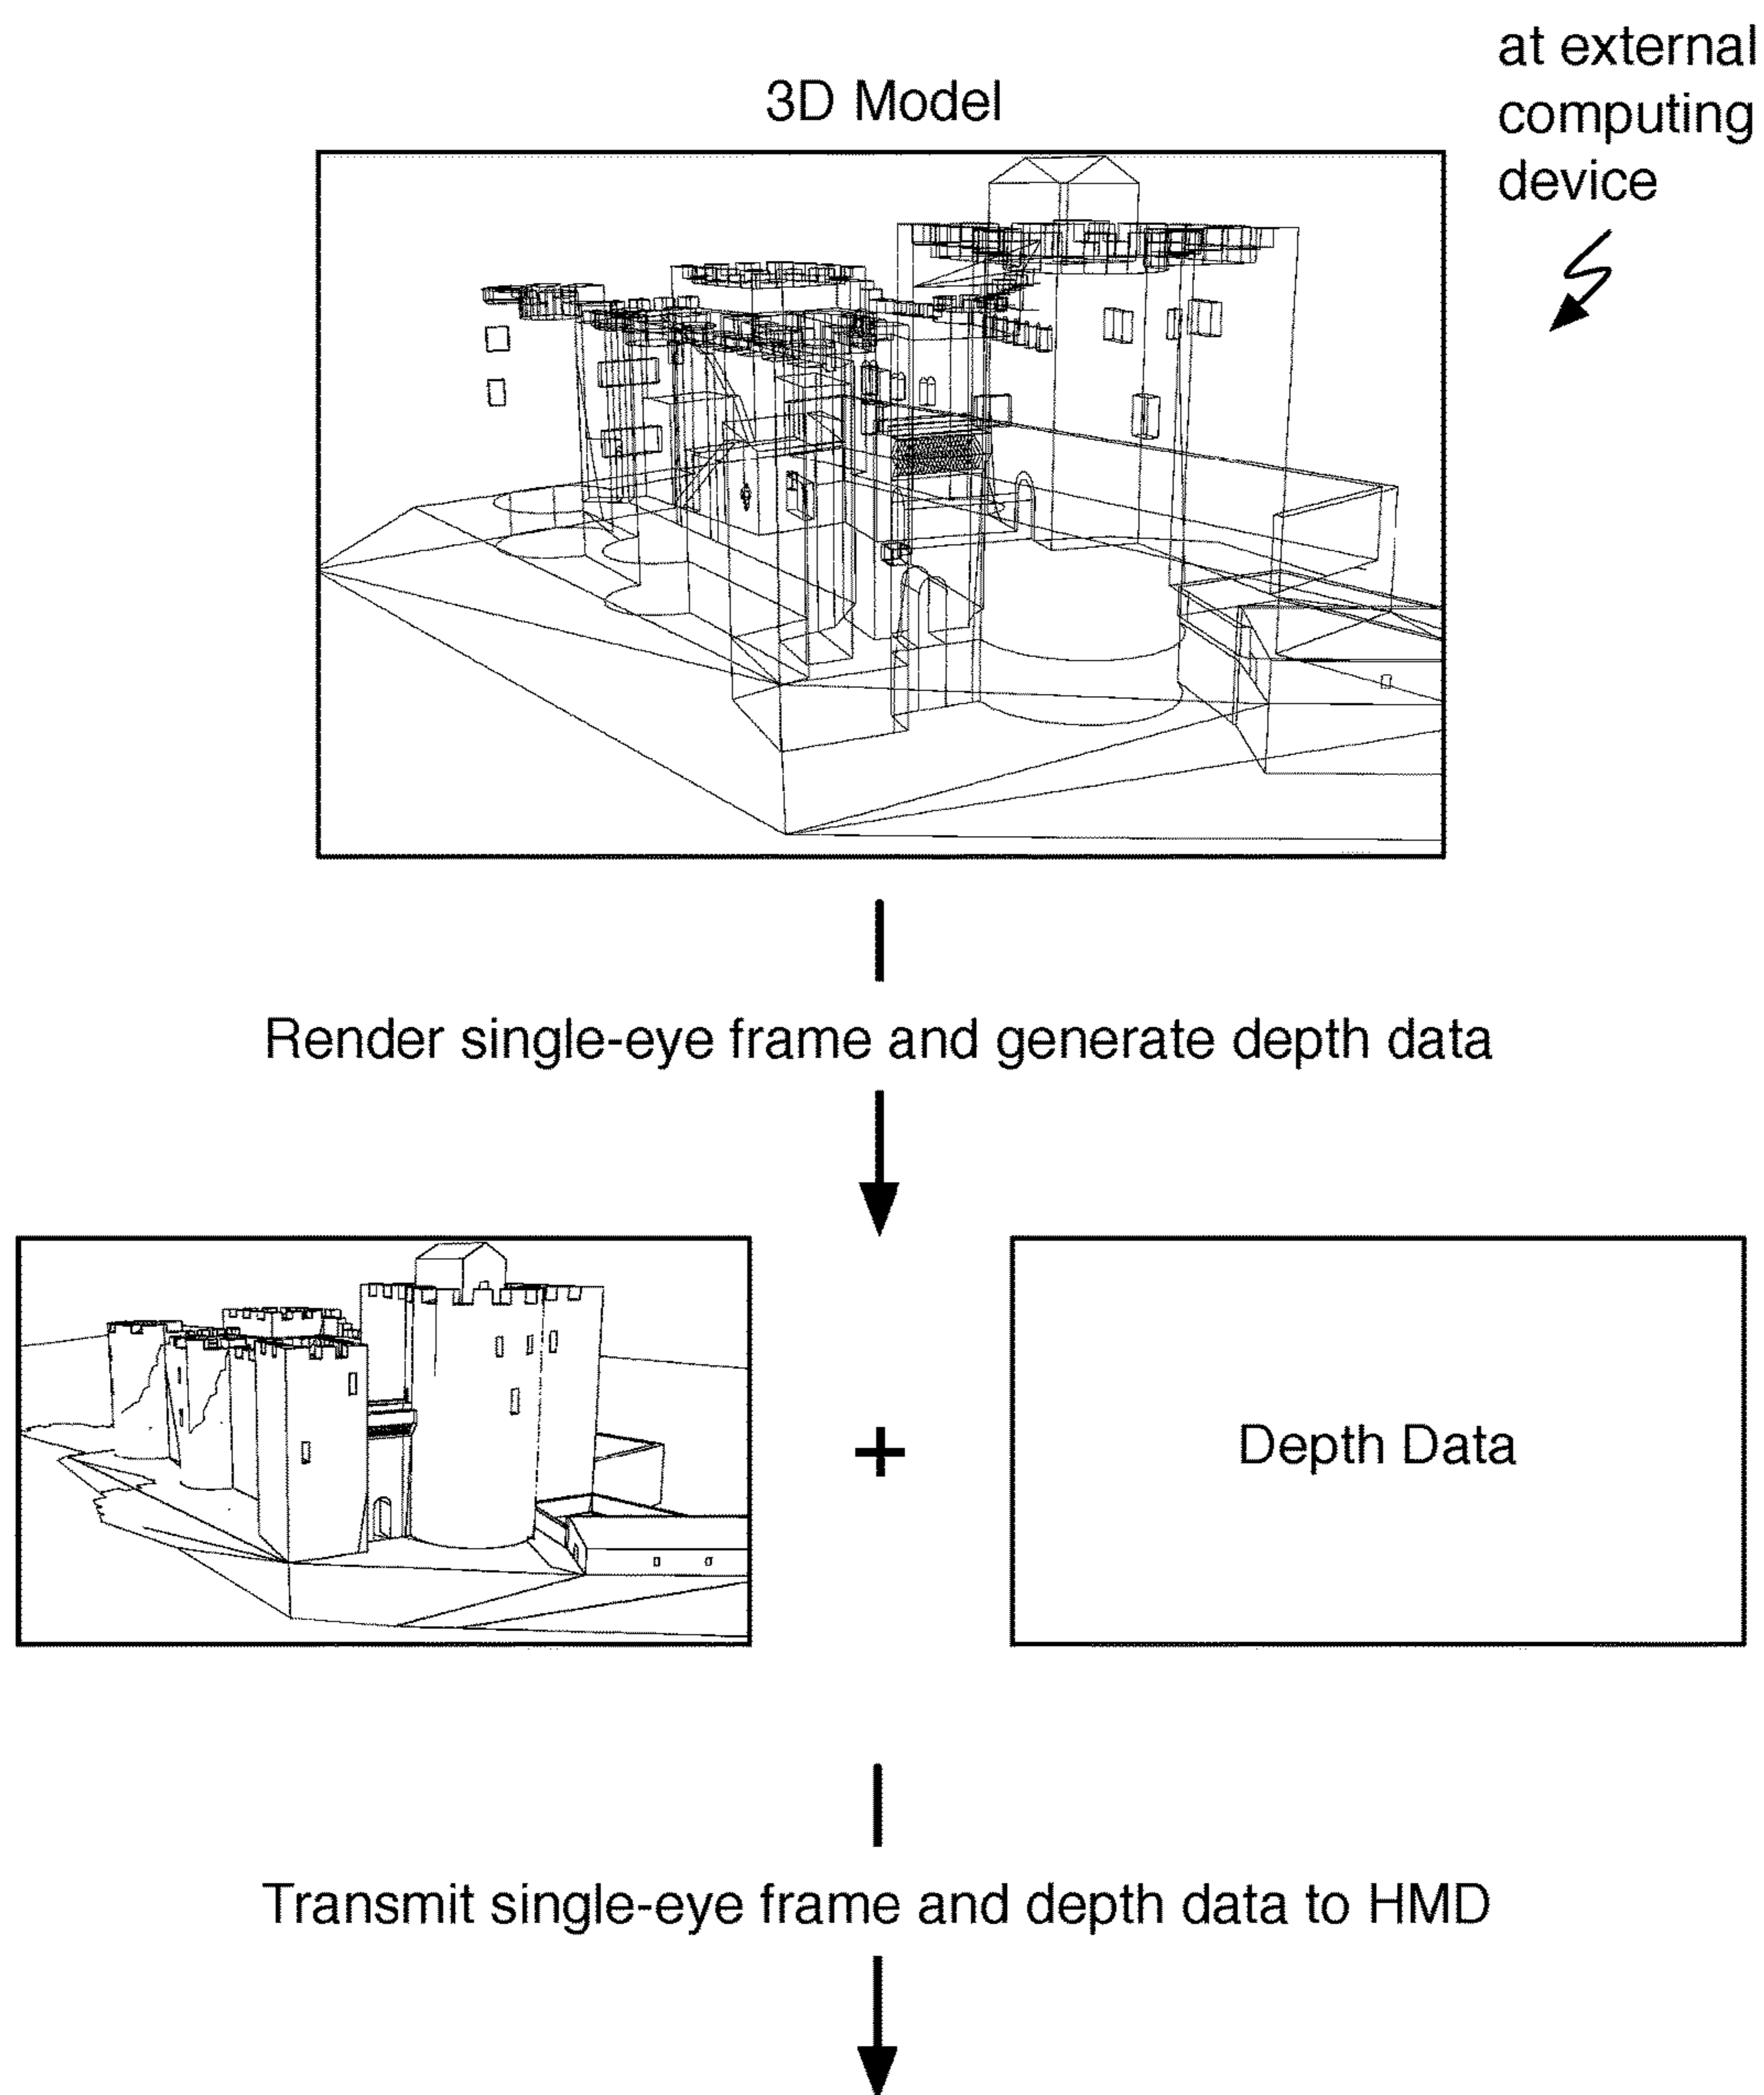 at external
computing
device
3D Model
Render single-eye frame and generate depth data
+
Depth Data
Transmit single-eye frame and depth data to HMD